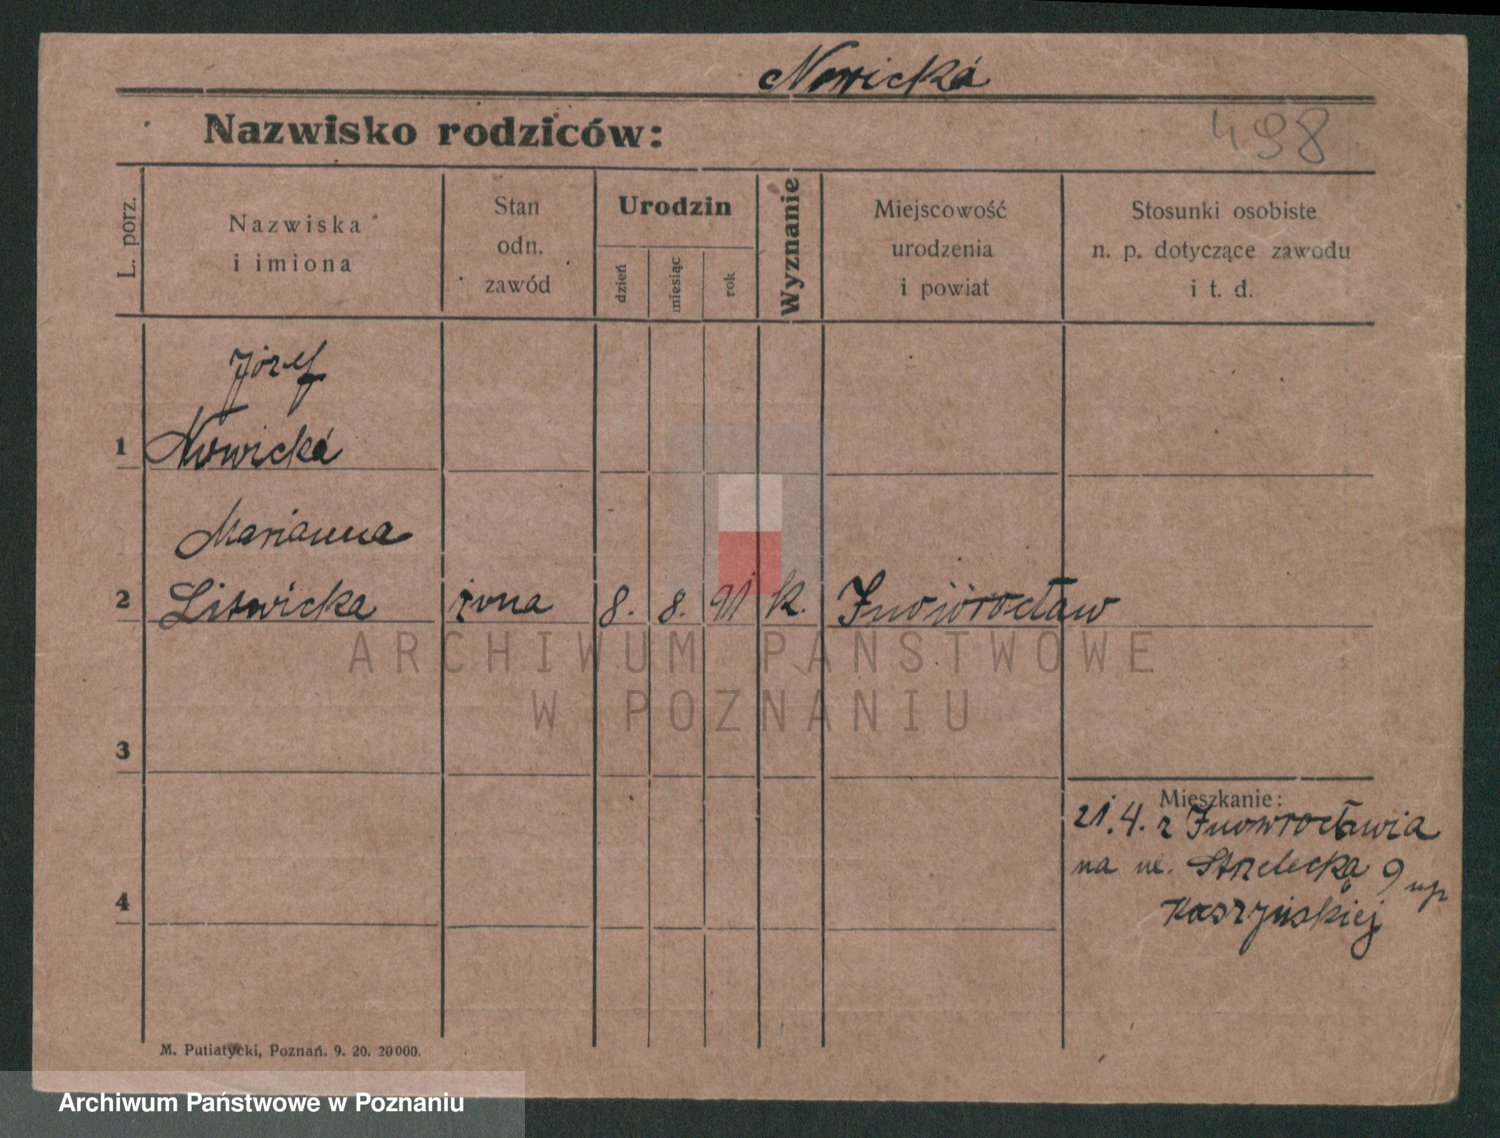 Nowicka
Nazwisko rodziców:
498
L. porz.
Nazwiska
i imiona
Stan
odn.
zawód
Urodzin
dzień
miesiąc
rok
Wyznanie
Miejscowość
urodzenia
i powiat
Stosunki osobiste
n. p. dotyczące zawodu
i t. d.
Józef
1 Nowicka
Marianna
2 Litwicka żona 8. 8. 91 k. Inowrocław
ARCHIWUM PAŃSTWOWE
W POZNANIU
3
Mieszkanie:
21.4. z Inowrocławia
na ul. Strzelecka 9
Kaszyńskiej
4
M. Putiatycki, Poznań. 9. 20. 20000.
Archiwum Państwowe w Poznaniu